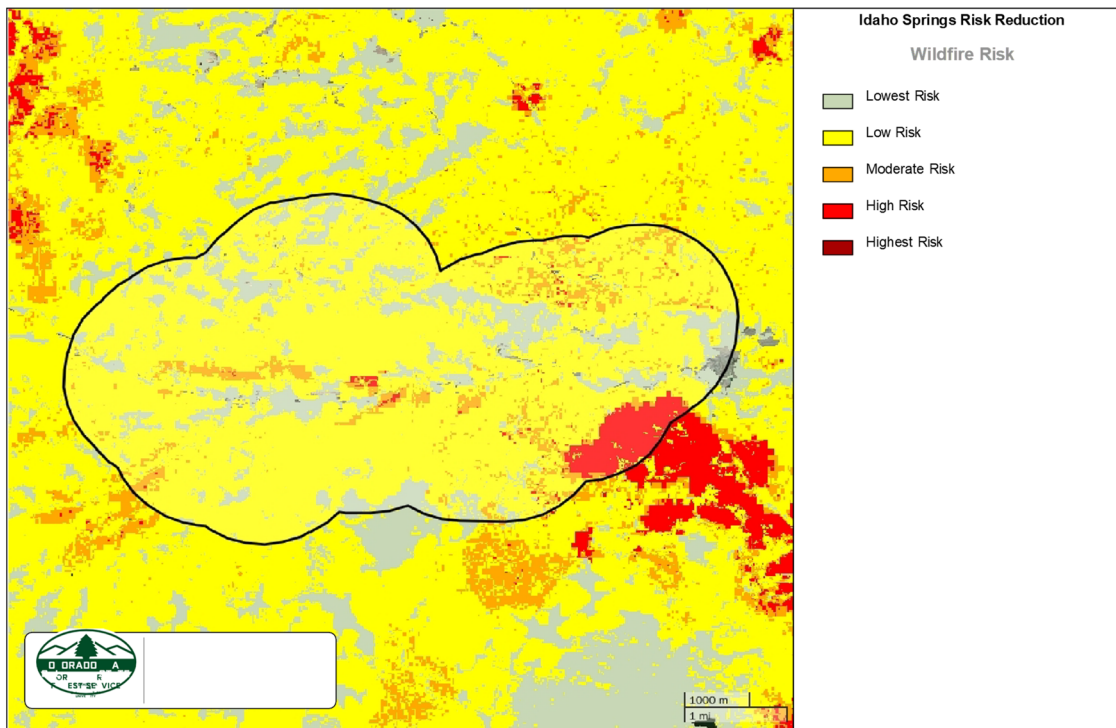 Idaho Springs Risk Reduction
Wildfire Risk
Lowest Risk
Low Risk
Moderate Risk
High Risk
Highest Risk
1000 m
1 mi